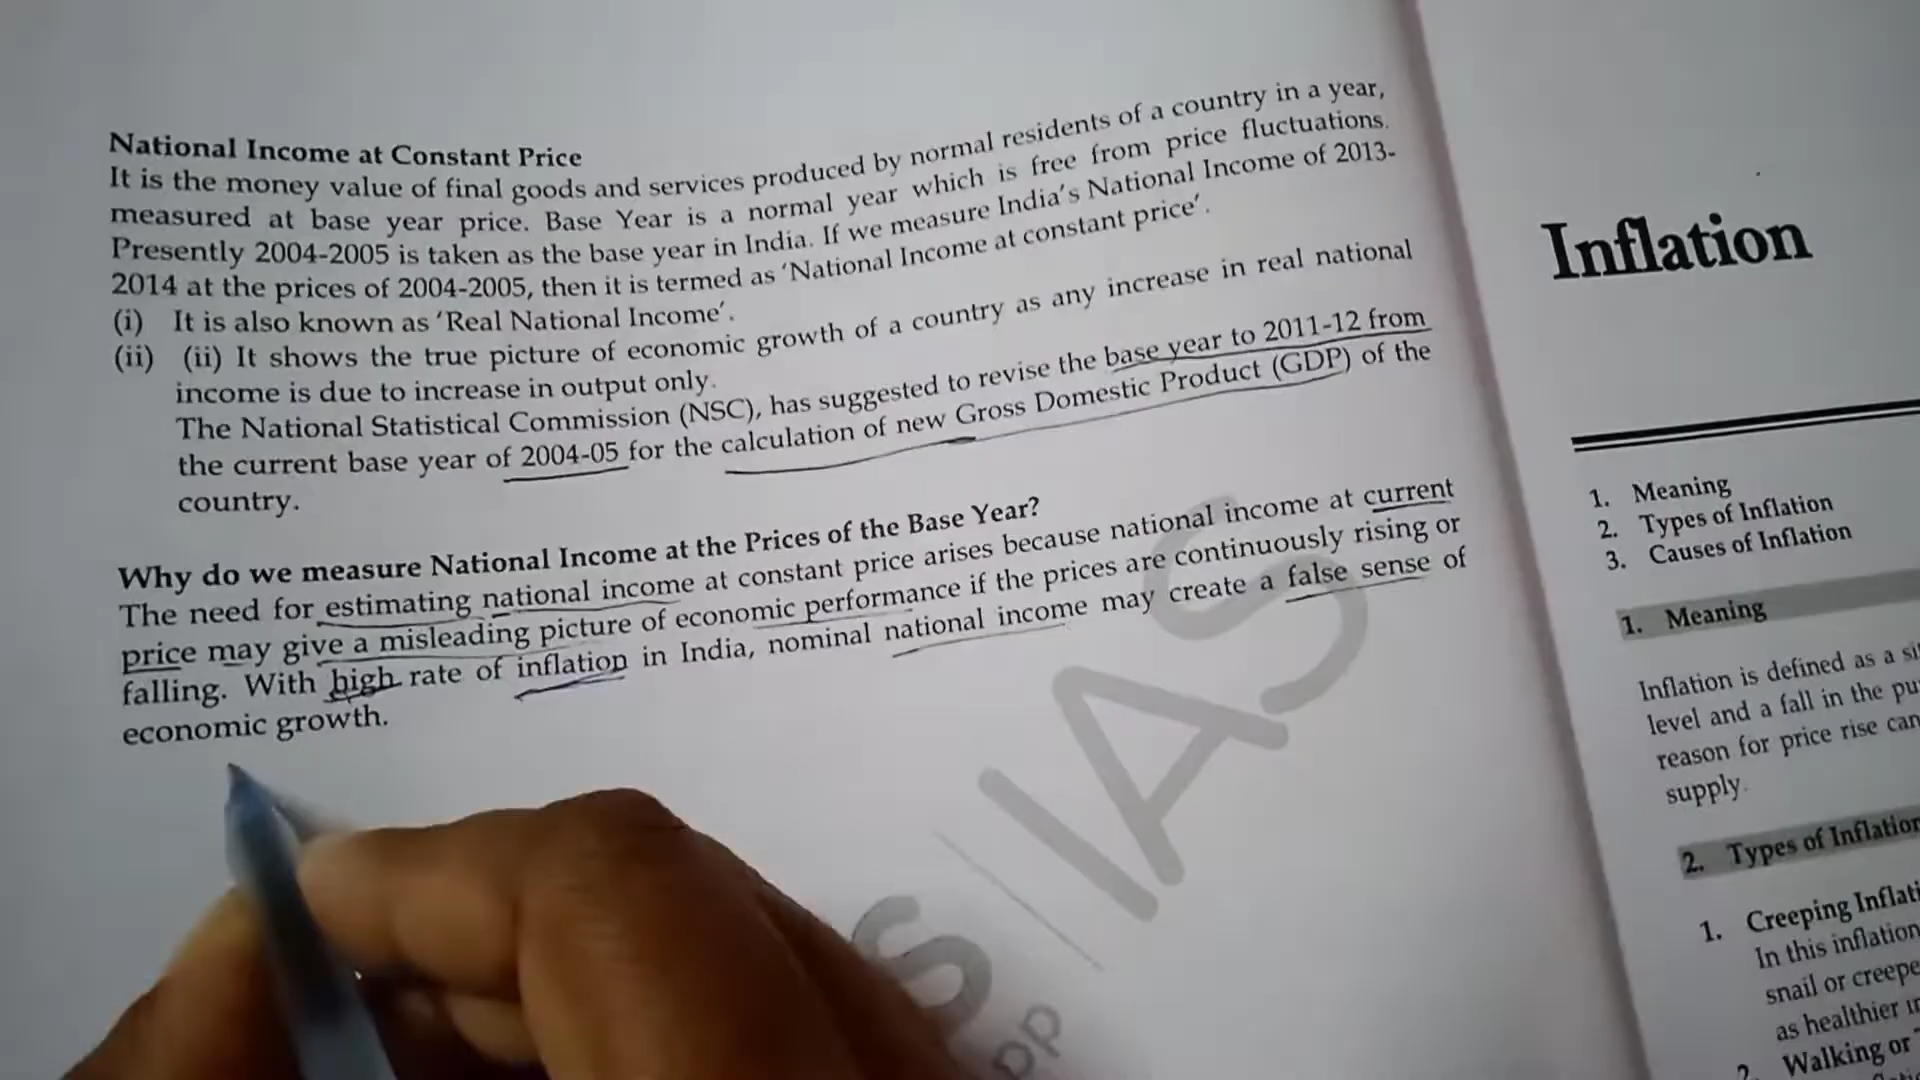 National Income at Constant Price
It is the money value of final goods and services produced by normal residents of a country in a year,
measured at base year price. Base Year is a normal year which is free from price fluctuations.
Presently 2004-2005 is taken as the base year in India. If we measure India's National Income of 2013-
2014 at the prices of 2004-2005, then it is termed as 'National Income at constant price'.
(i) It is also known as 'Real National Income'.
(ii) (ii) It shows the true picture of economic growth of a country as any increase in real national
income is due to increase in output only.
The National Statistical Commission (NSC), has suggested to revise the base year to 2011-12 from
the current base year of 2004-05 for the calculation of new Gross Domestic Product (GDP) of the
country.
Why do we measure National Income at the Prices of the Base Year?
The need for estimating national income at constant price arises because national income at current
price may give a misleading picture of economic performance if the prices are continuously rising or
falling. With high rate of inflation in India, nominal national income may create a false sense of
economic growth.
S IAS
pp
Inflation
1. Meaning
2. Types of Inflation
3. Causes of Inflation
1. Meaning
Inflation is defined as a
level and a fall in the
reason for price rise can
supply.
2. Types of Inflation
1. Creeping
In this inflation
snail or
as healthier
2. Walking or